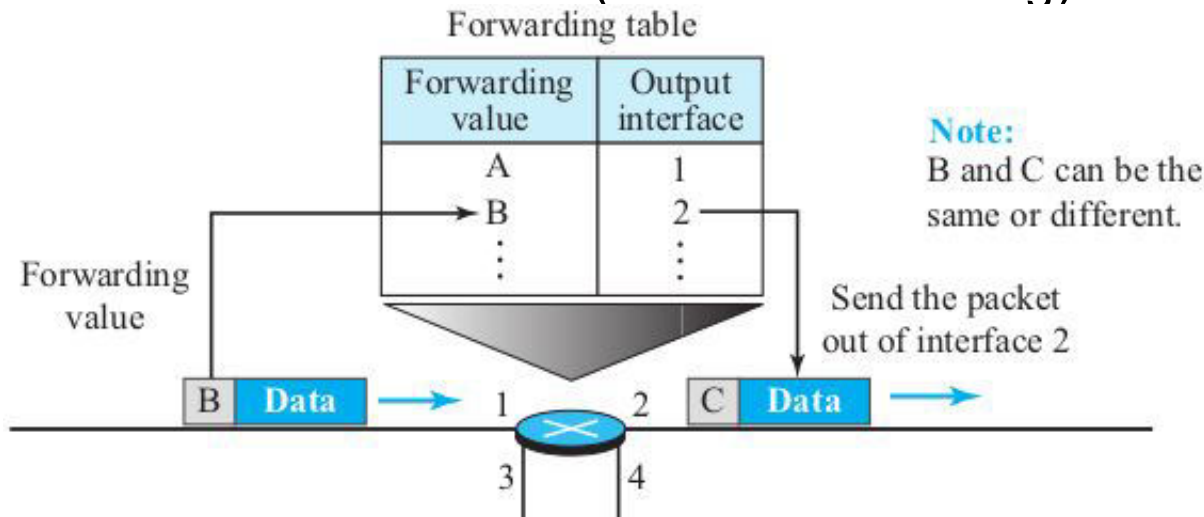 Forwarding table
Forwarding value
Output interface
A 1
B 2
Note:
B and C can be the
same or different.
Forwarding
value
Send the packet
out of interface 2
B Data
1
2
C Data
3
4